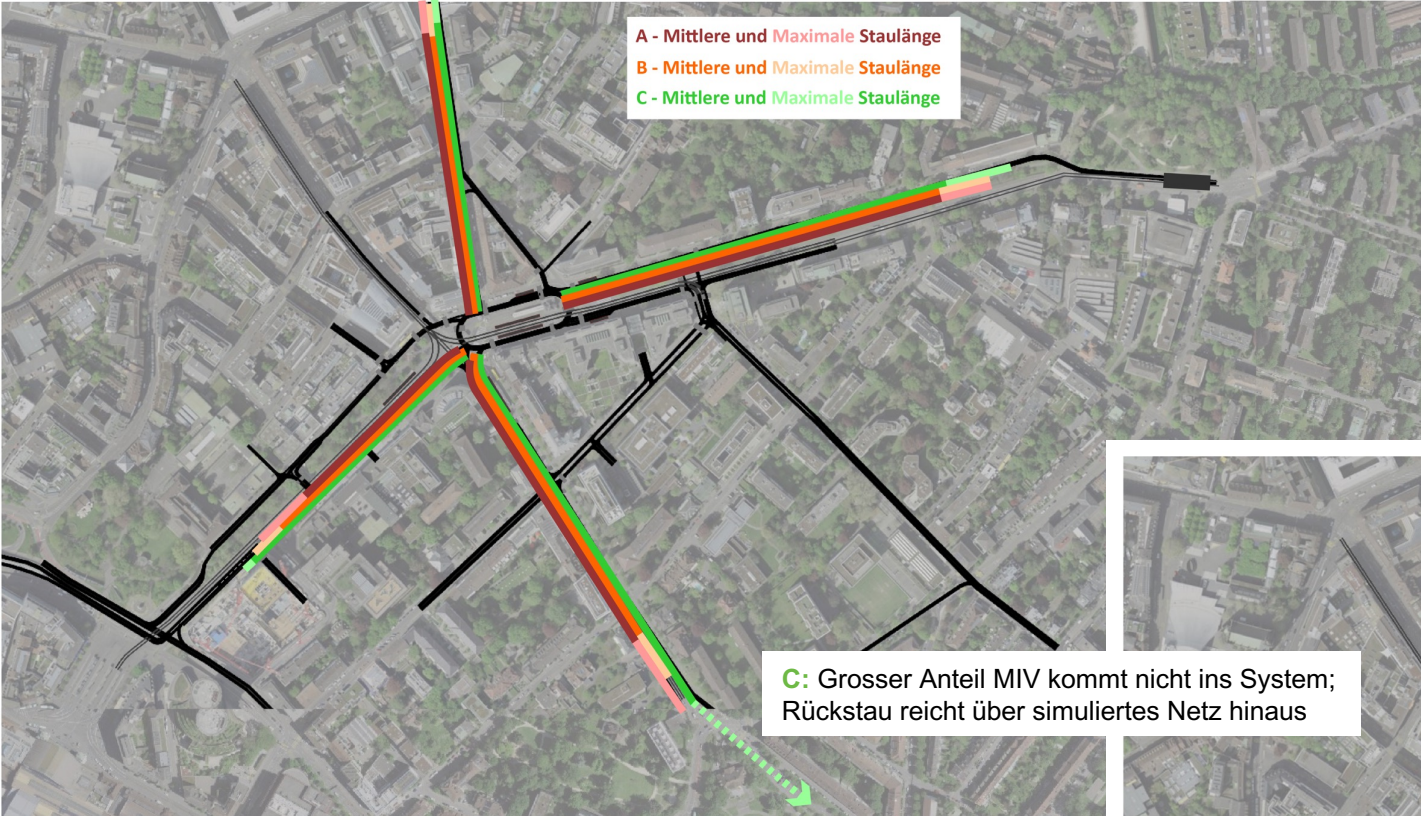 A - Mittlere und Maximale Staulänge
B - Mittlere und Maximale Staulänge
C - Mittlere und Maximale Staulänge
C: Grosser Anteil MIV kommt nicht ins System;
Rückstau reicht über simuliertes Netz hinaus